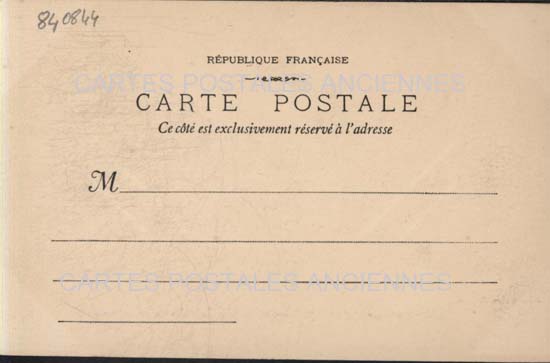 840844
RÉPUBLIQUE FRANÇAISE
CARTES POSTALES ANCIENNES
CARTE POSTALE
Ce côté est exclusivement réservé à l'adresse
M
CARTES POSTALES ANCIENNES